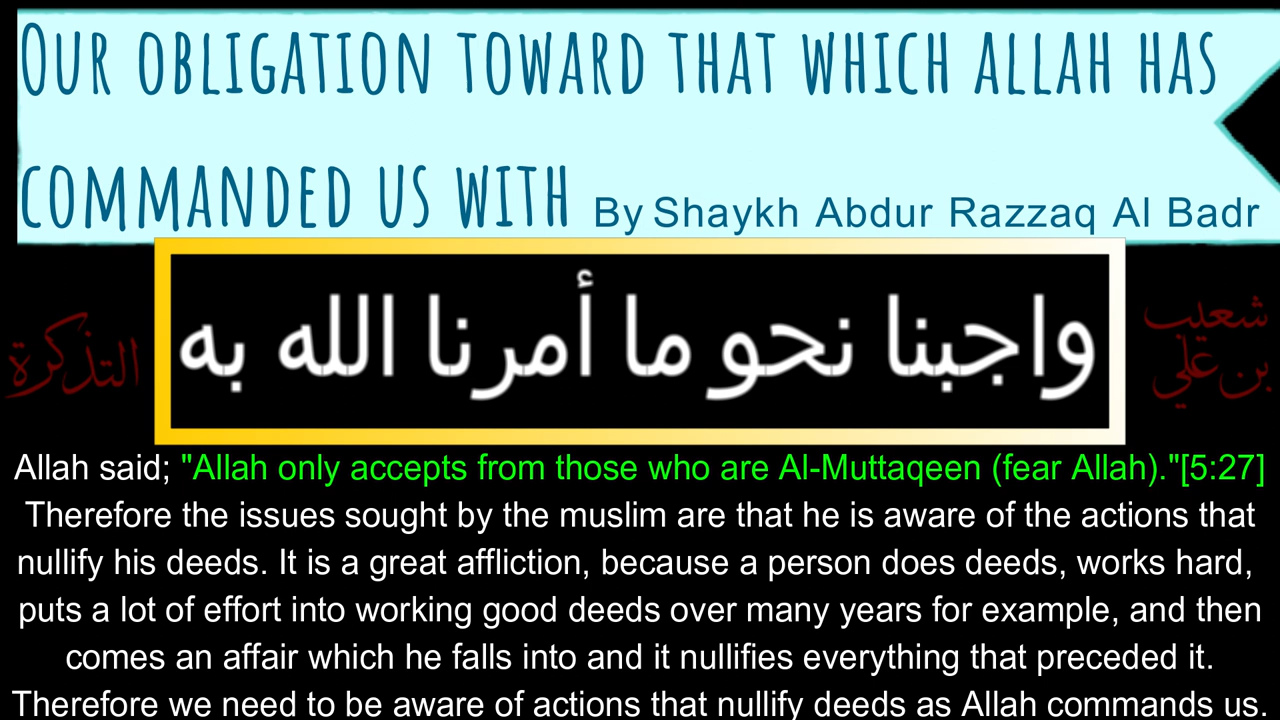 Our obligation toward that which Allah has
commanded us with By Shaykh Abdur Razzaq Al Badr
واجبنا نحو ما أمرنا الله به
شعيب
بن علي
التذكرة
Allah said; "Allah only accepts from those who are Al-Muttaqeen (fear Allah)."[5:27]
Therefore the issues sought by the muslim are that he is aware of the actions that
nullify his deeds. It is a great affliction, because a person does deeds, works hard,
puts a lot of effort into working good deeds over many years for example, and then
comes an affair which he falls into and it nullifies everything that preceded it.
Therefore we need to be aware of actions that nullify deeds as Allah commands us.